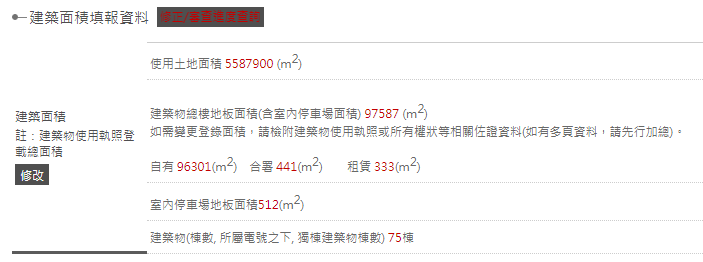 建築面積填報資料
使用土地面積 5587900 (m2)
建築面積
註：建築物使用執照登
載總面積
修改
建築物總樓地板面積(含室內停車場面積) 97587 (m2)
如需變更登錄面積，請檢附建築物使用執照或所有權狀等相關佐證資料(如有多頁資料，請先行加總)。
自有 96301(m2) 合署 441(m2) 租賃 333(m2)
室內停車場地板面積512(m2)
建築物(棟數, 所屬電號之下, 獨棟建築物棟數) 75棟